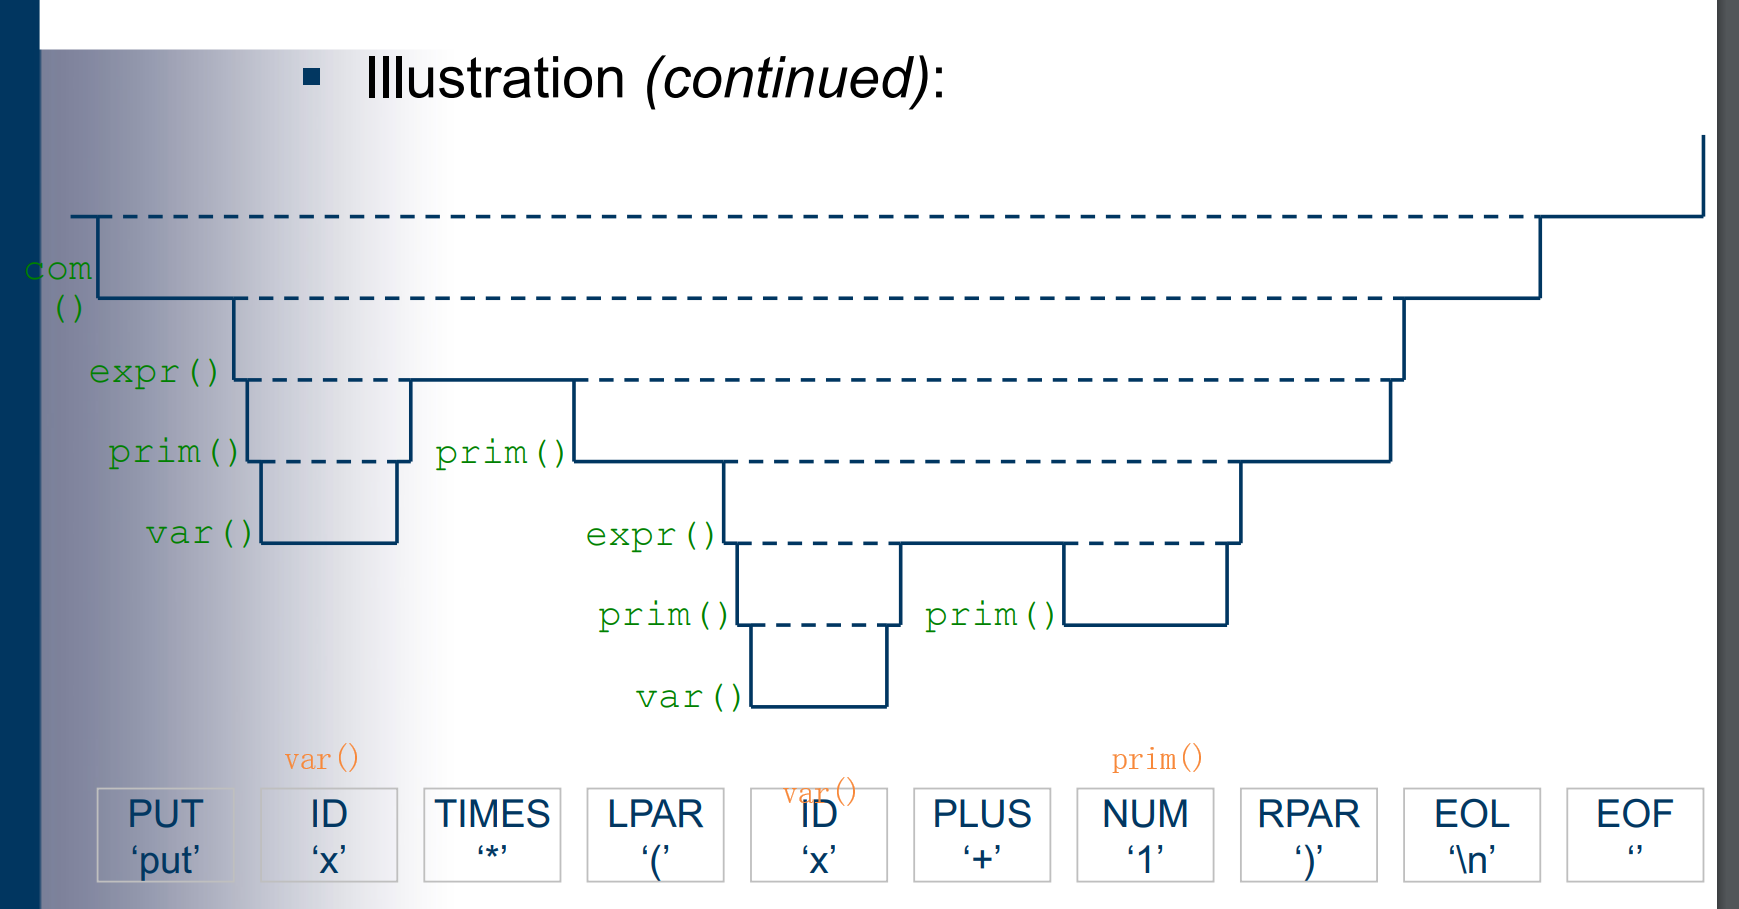 ▪ Illustration (continued):
com
()
expr()
prim() prim()
var() expr()
prim() prim()
var()
var() prim()
var()
PUT ID TIMES LPAR ID PLUS NUM RPAR EOL EOF
‘put’ ‘x’ ‘*’ ‘(’ ‘x’ ‘+’ ‘1’ ‘)’ ‘\n’ ‘’